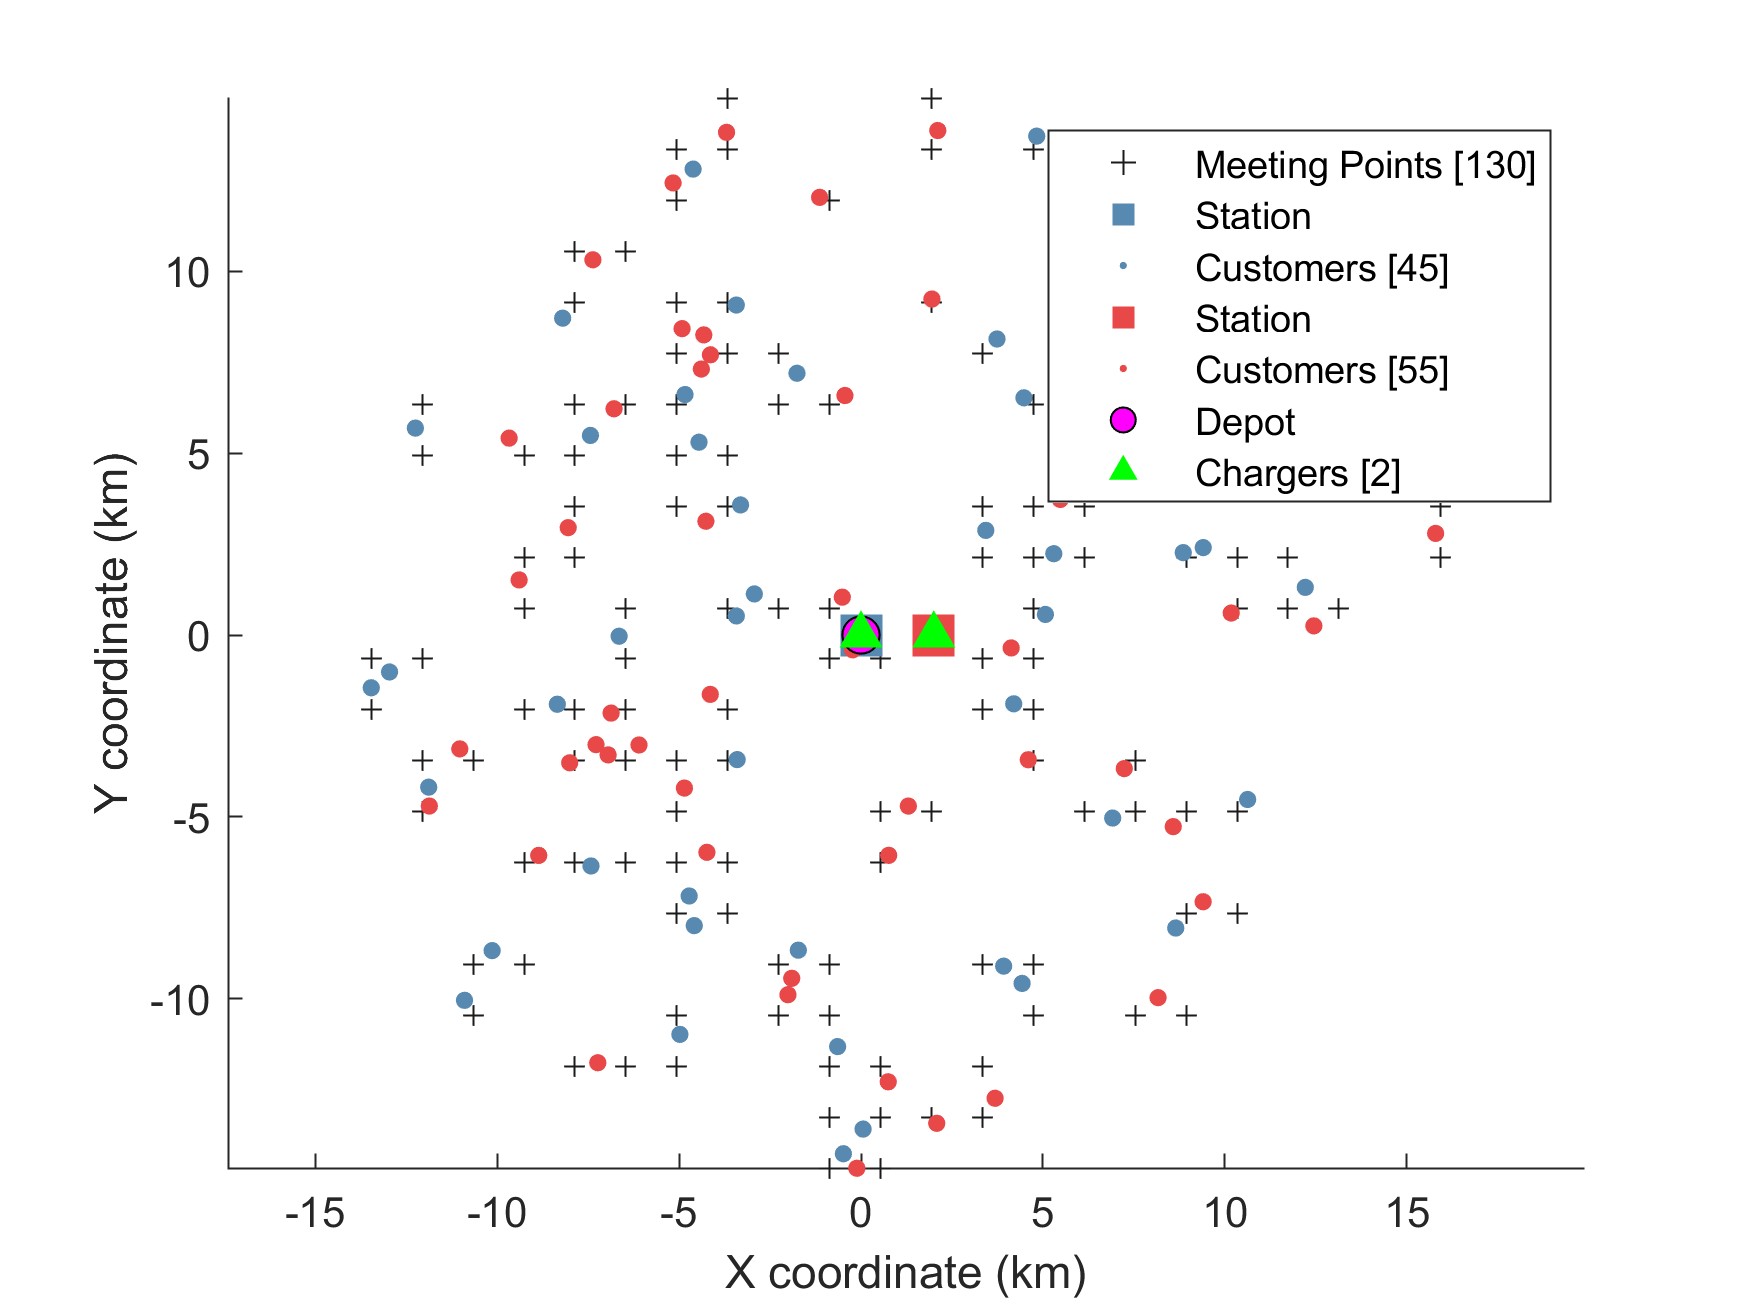 Meeting Points [130]
Station
Customers [45]
Station
Customers [55]
Depot
Chargers [2]
10
5
0
-5
-10
Y coordinate (km)
-15
-10
-5
0
5
10
15
X coordinate (km)